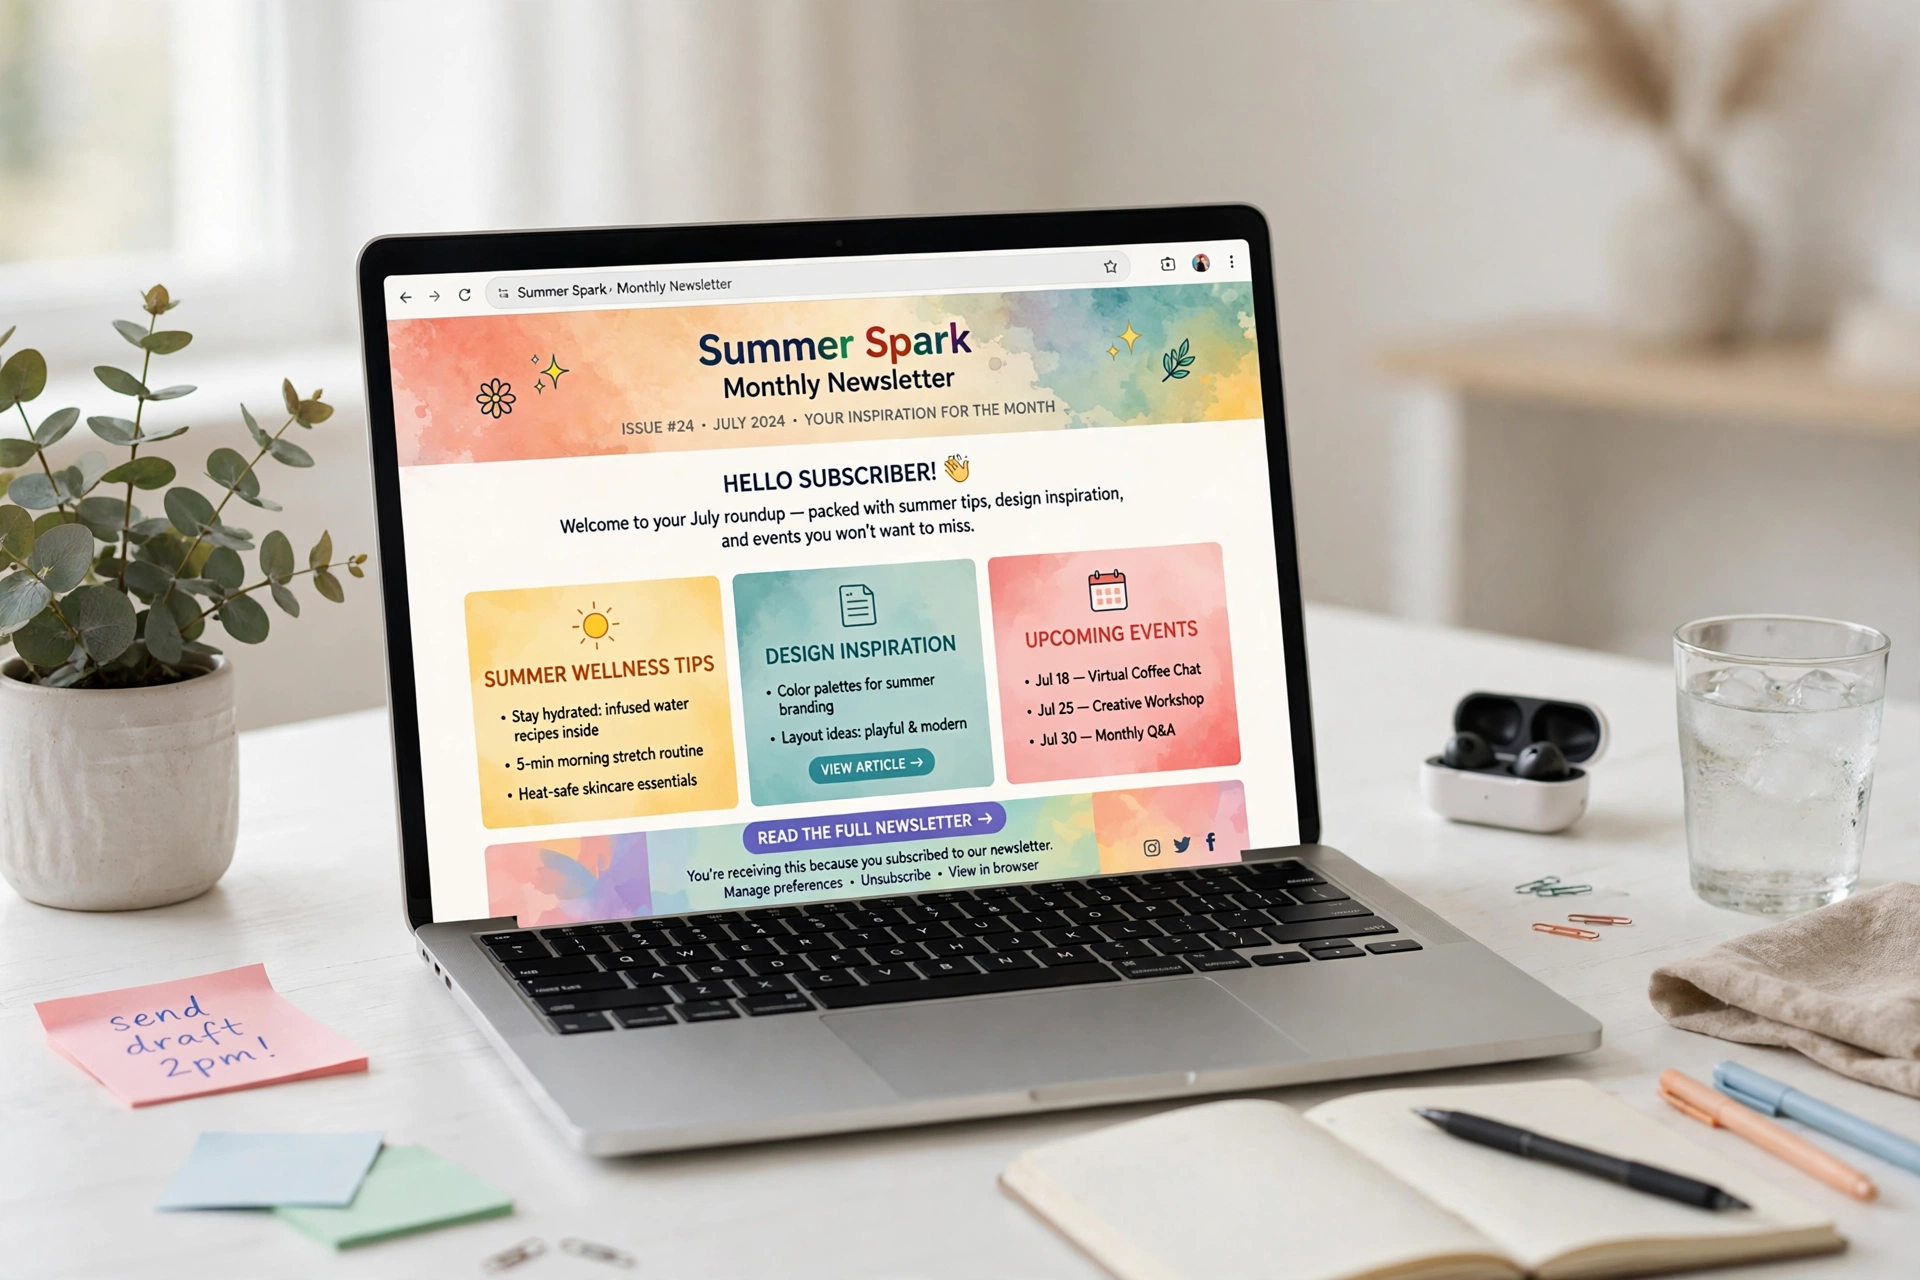 Summer Spark · Monthly Newsletter
Summer Spark
Monthly Newsletter
ISSUE #24 • JULY 2024 • YOUR INSPIRATION FOR THE MONTH
HELLO SUBSCRIBER! 👋
Welcome to your July roundup — packed with summer tips, design inspiration,
and events you won't want to miss.
SUMMER WELLNESS TIPS
• Stay hydrated: infused water
recipes inside
• 5-min morning stretch routine
• Heat-safe skincare essentials
DESIGN INSPIRATION
• Color palettes for summer
branding
• Layout ideas: playful & modern
VIEW ARTICLE →
UPCOMING EVENTS
• Jul 18 — Virtual Coffee Chat
• Jul 25 — Creative Workshop
• Jul 30 — Monthly Q&A
READ THE FULL NEWSLETTER →
You're receiving this because you subscribed to our newsletter.
Manage preferences • Unsubscribe • View in browser
Q W E R T Y U I O P
A S D F G H J K L
Z X C V B N M
send
draft
2pm!